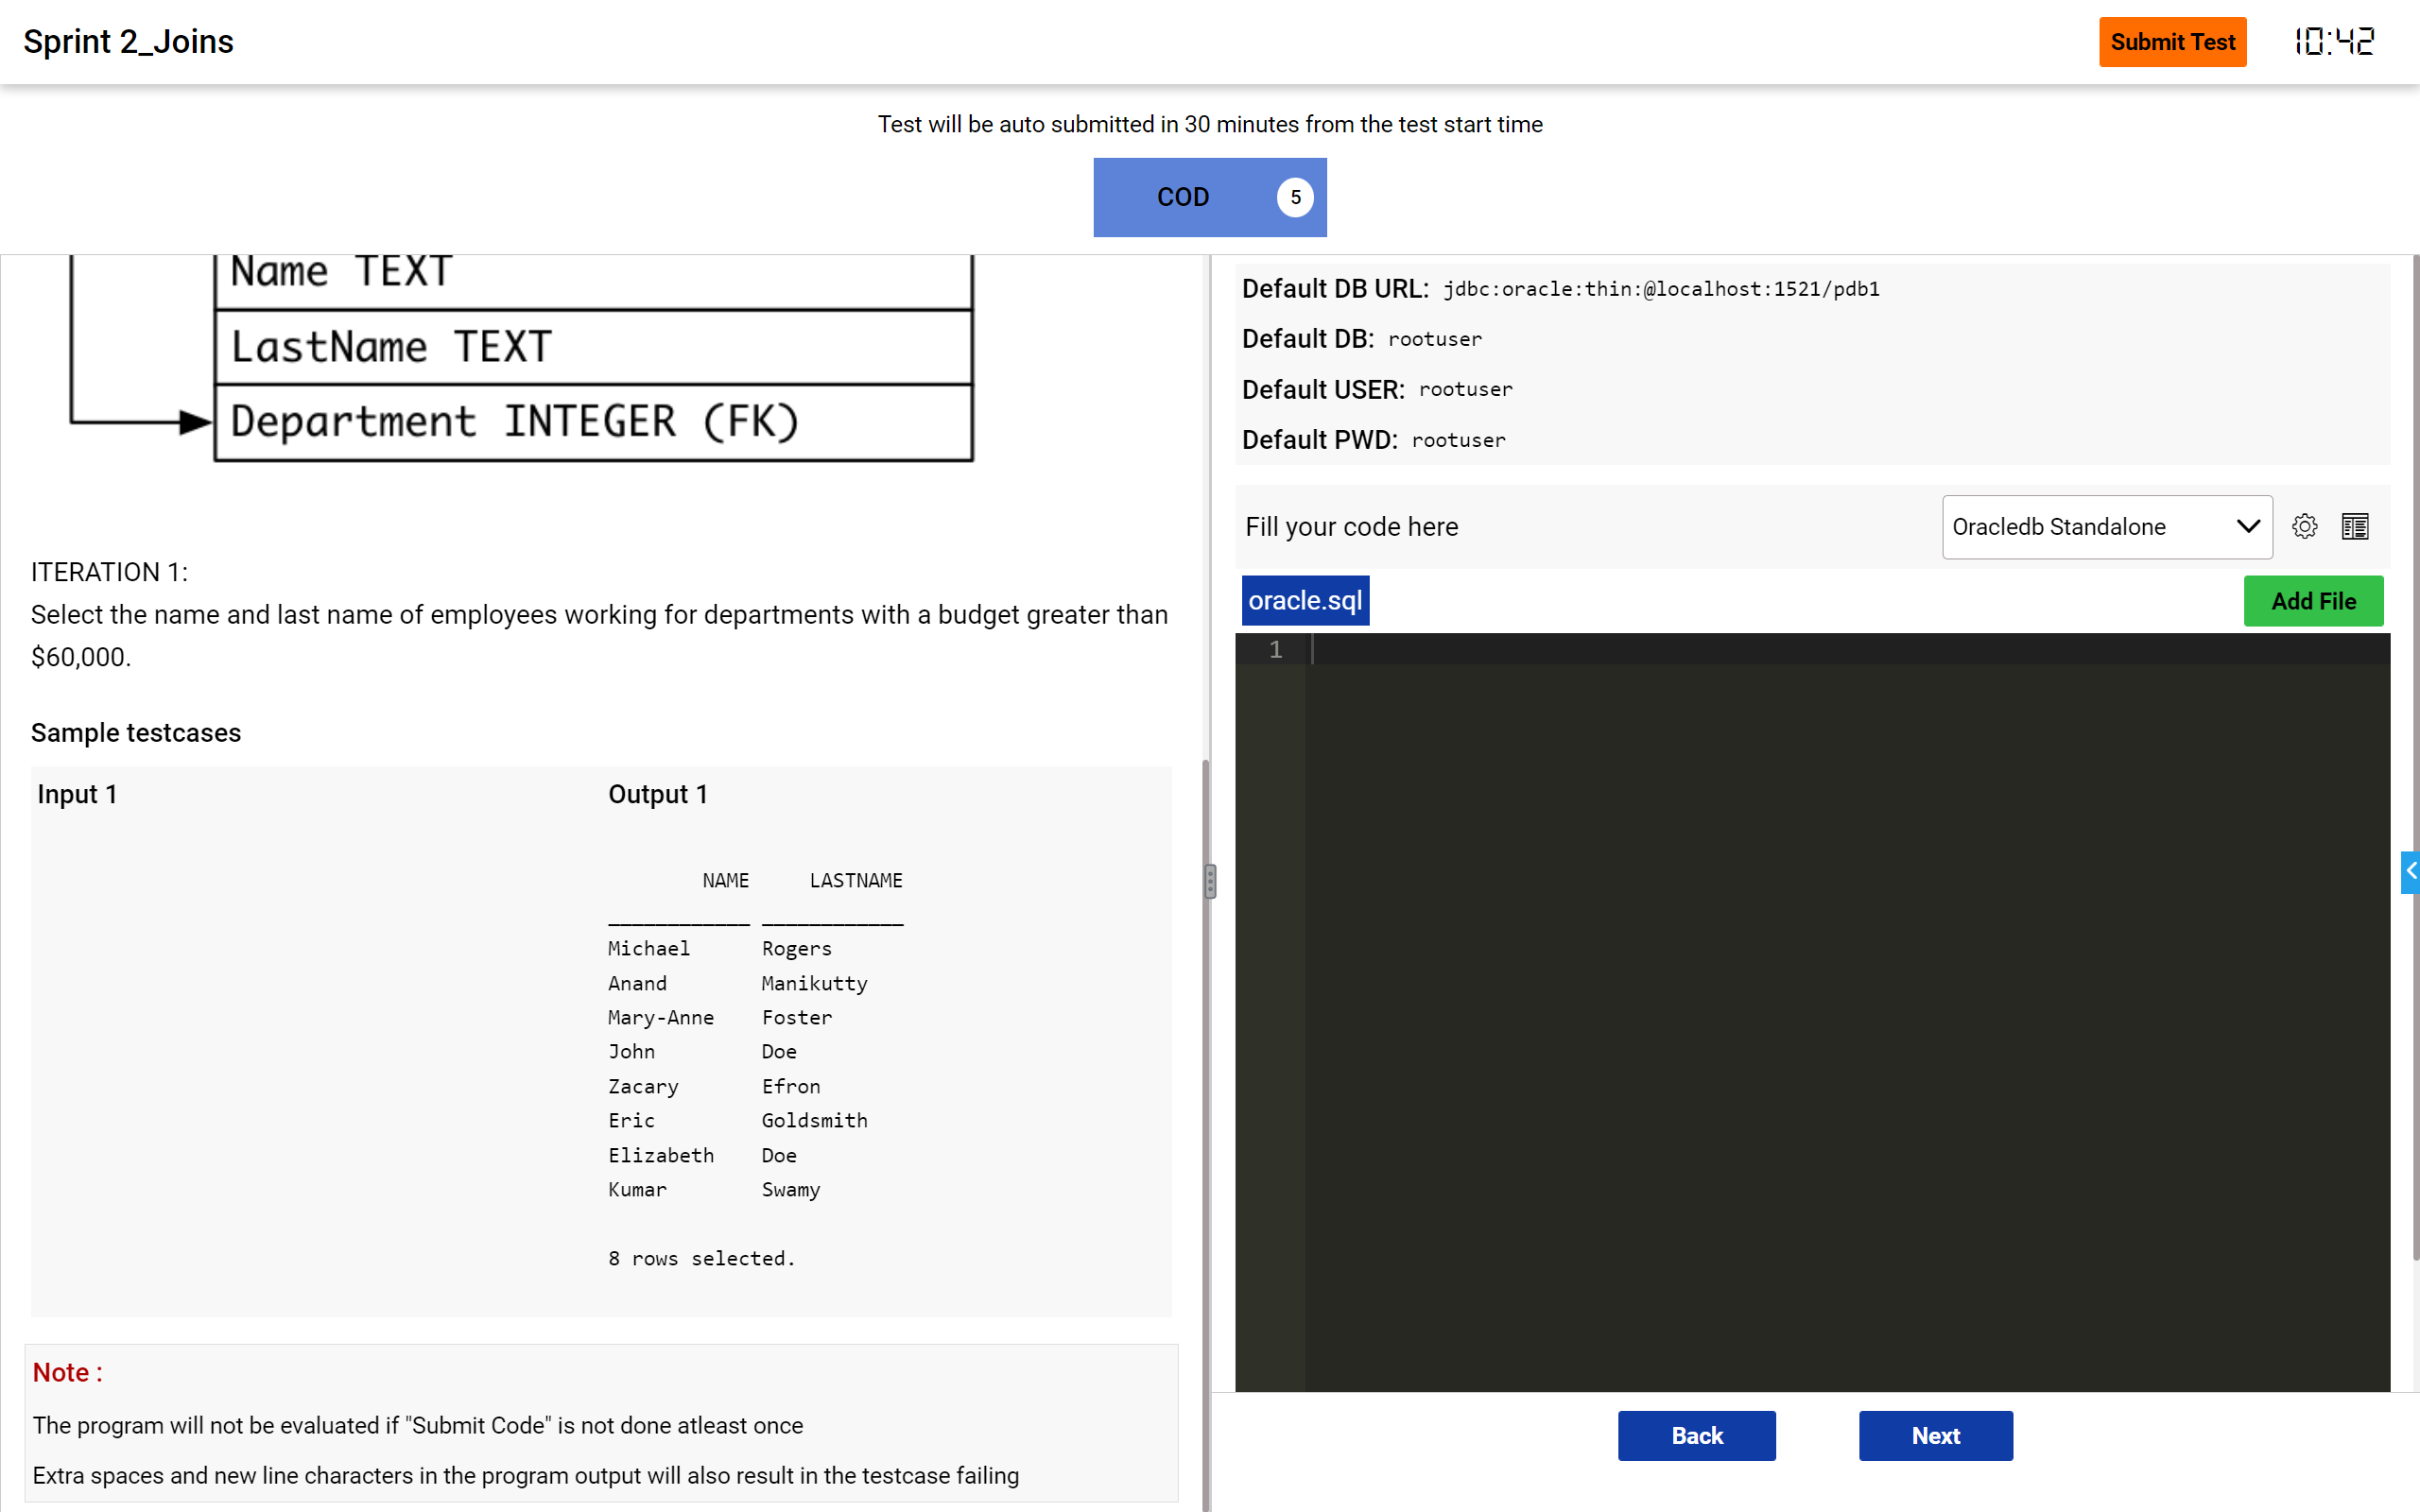 Sprint 2_Joins
Submit Test
10:42
Test will be auto submitted in 30 minutes from the test start time
COD 5
Name TEXT
LastName TEXT
Department INTEGER (FK)
ITERATION 1:
Select the name and last name of employees working for departments with a budget greater than
$60,000.
Sample testcases
Input 1 Output 1
NAME LASTNAME
____________ ____________
Michael Rogers
Anand Manikutty
Mary-Anne Foster
John Doe
Zacary Efron
Eric Goldsmith
Elizabeth Doe
Kumar Swamy
8 rows selected.
Note :
The program will not be evaluated if "Submit Code" is not done atleast once
Extra spaces and new line characters in the program output will also result in the testcase failing
Default DB URL: jdbc:oracle:thin:@localhost:1521/pdb1
Default DB: rootuser
Default USER: rootuser
Default PWD: rootuser
Fill your code here
Oracledb Standalone
oracle.sql
Add File
1
Back
Next